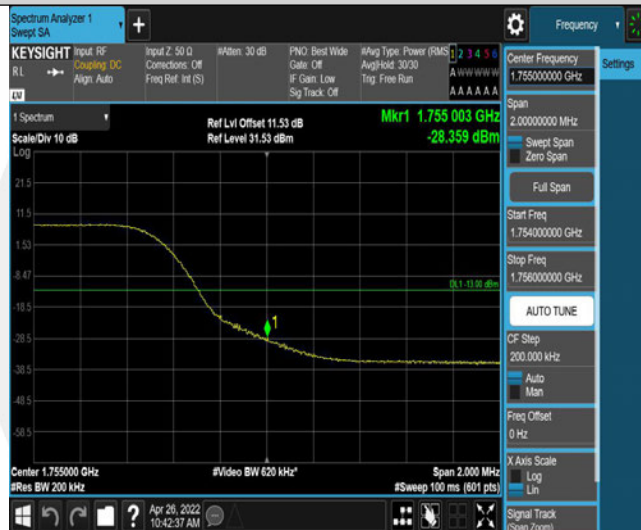 Spectrum Analyzer 1
Swept SA
+
Frequency
KEYSIGHT
RL
Input: RF
Coupling: DC
Align: Auto
Input Z: 50 Ω
Corrections: Off
Freq Ref: Int (S)
#Atten: 30 dB
PNO: Best Wide
Gate: Off
IF Gain: Low
Sig Track: Off
#Avg Type: Power (RMS
Avg|Hold: 30/30
Trig: Free Run
1 2 3 4 5 6
A W W W W W
A A A A A A
1 Spectrum
Scale/Div 10 dB
Log
Ref Lvl Offset 11.53 dB
Ref Level 31.53 dBm
Mkr1 1.755 003 GHz
-28.359 dBm
21.5
11.5
1.53
-8.47
-18.5
-28.5
-38.5
-48.5
-58.5
DL1 -13.00 dBm
1
Center 1.755000 GHz
#Res BW 200 kHz
#Video BW 620 kHz*
Span 2.000 MHz
#Sweep 100 ms (601 pts)
Center Frequency
1.755000000 GHz
Settings
Span
2.00000000 MHz
Swept Span
Zero Span
Full Span
Start Freq
1.754000000 GHz
Stop Freq
1.756000000 GHz
AUTO TUNE
CF Step
200.000 kHz
Auto
Man
Freq Offset
0 Hz
X Axis Scale
Log
Lin
Signal Track
(Span Zoom)
?
Apr 26, 2022
10:42:37 AM